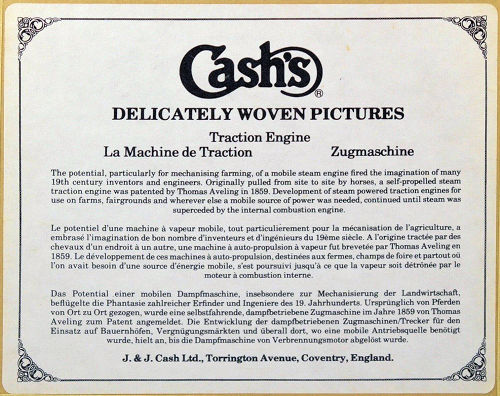 Cash's®
DELICATELY WOVEN PICTURES
Traction Engine
La Machine de Traction Zugmaschine
The potential, particularly for mechanising farming, of a mobile steam engine fired the imagination of many
19th century inventors and engineers. Originally pulled from site to site by horses, a self-propelled steam
traction engine was patented by Thomas Aveling in 1859. Development of steam powered traction engines for
use on farms, fairgrounds and wherever else a mobile source of power was needed, continued until steam was
superceded by the internal combustion engine.
Le potentiel d'une machine à vapeur mobile, tout particulierement pour la mécanisation de l'agriculture, a
embrasé l'imagination de bon nombre d'inventeurs et d'ingénieurs du 19ème siècle. A l'origine tractée par des
chevaux d'un endroit à un autre, une machine à auto-propulsion à vapeur fut brevetée par Thomas Aveling en
1859. Le développement de ces machines à auto-propulsion, destinées aux fermes, champs de foire et partout où
l'on avait besoin d'une source d'énergie mobile, s'est poursuivi jusqu'à ce que la vapeur soit détrônée par le
moteur à combustion interne.
Das Potential einer mobilen Dampfmaschine, insbesondere zur Mechanisierung der Landwirtschaft,
beflügelte die Phantasie zahlreicher Erfinder und Ingenieure des 19. Jahrhunderts. Ursprünglich von Pferden
von Ort zu Ort gezogen, wurde eine selbstfahrende, dampfbetriebene Zugmaschine im Jahre 1859 von Thomas
Aveling zum Patent angemeldet. Die Entwicklung der dampfbetriebenen Zugmaschinen/Trecker für den
Einsatz auf Bauernhöfen, Vergnügungsmärkten und überall dort, wo eine mobile Antriebsquelle benötigt
wurde, hielt an, bis die Dampfmaschine von Verbrennungsmotor abgelöst wurde.
J. & J. Cash Ltd., Torrington Avenue, Coventry, England.